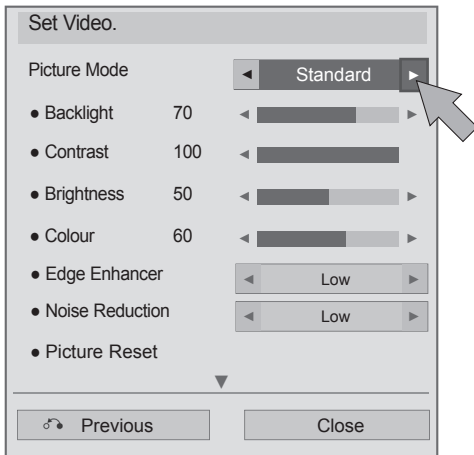 Set Video.
Picture Mode ◄ Standard ►
● Backlight 70 ◄ ►
● Contrast 100 ◄
● Brightness 50 ◄ ►
● Colour 60 ◄ ►
● Edge Enhancer ◄ Low ►
● Noise Reduction ◄ Low ►
● Picture Reset
▼
Previous Close